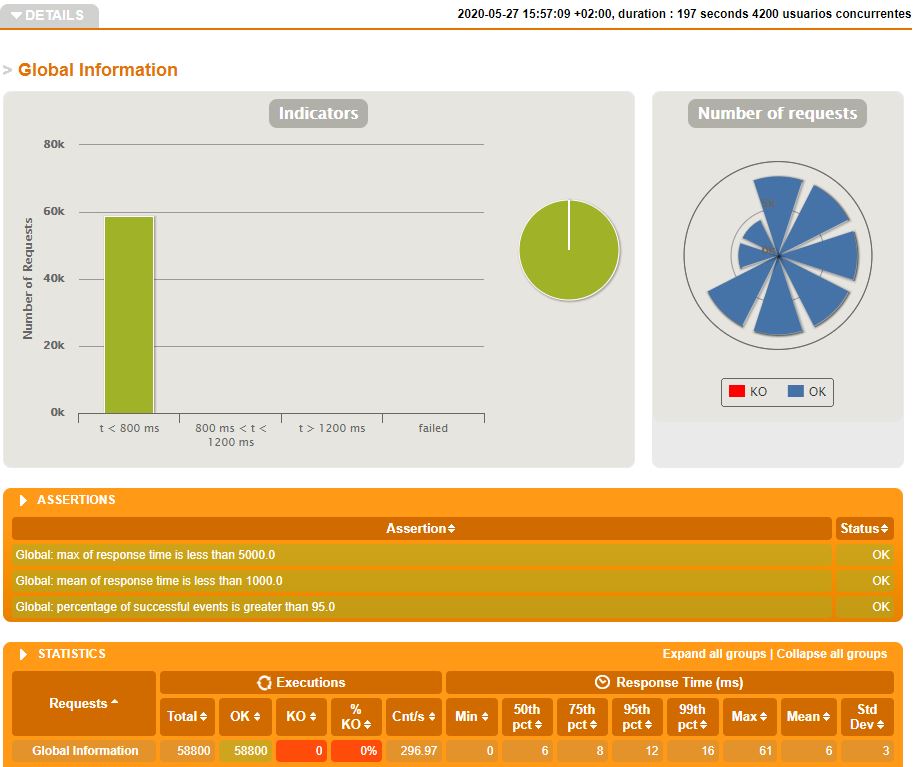 DETAILS
2020-05-27 15:57:09 +02:00, duration : 197 seconds 4200 usuarios concurrentes
> Global Information
Indicators
Number of Requests
80k
60k
40k
20k
0k
t < 800 ms
800 ms < t <
1200 ms
t > 1200 ms
failed
Number of requests
KO
OK
ASSERTIONS
Assertion
Status
Global: max of response time is less than 5000.0
OK
Global: mean of response time is less than 1000.0
OK
Global: percentage of successful events is greater than 95.0
OK
STATISTICS
Expand all groups | Collapse all groups
Requests
Executions
Response Time (ms)
Total
OK
KO
%
KO
Cnt/s
Min
50th
pct
75th
pct
95th
pct
99th
pct
Max
Mean
Std
Dev
Global Information
58800
58800
0
0%
296.97
0
6
8
12
16
61
6
3